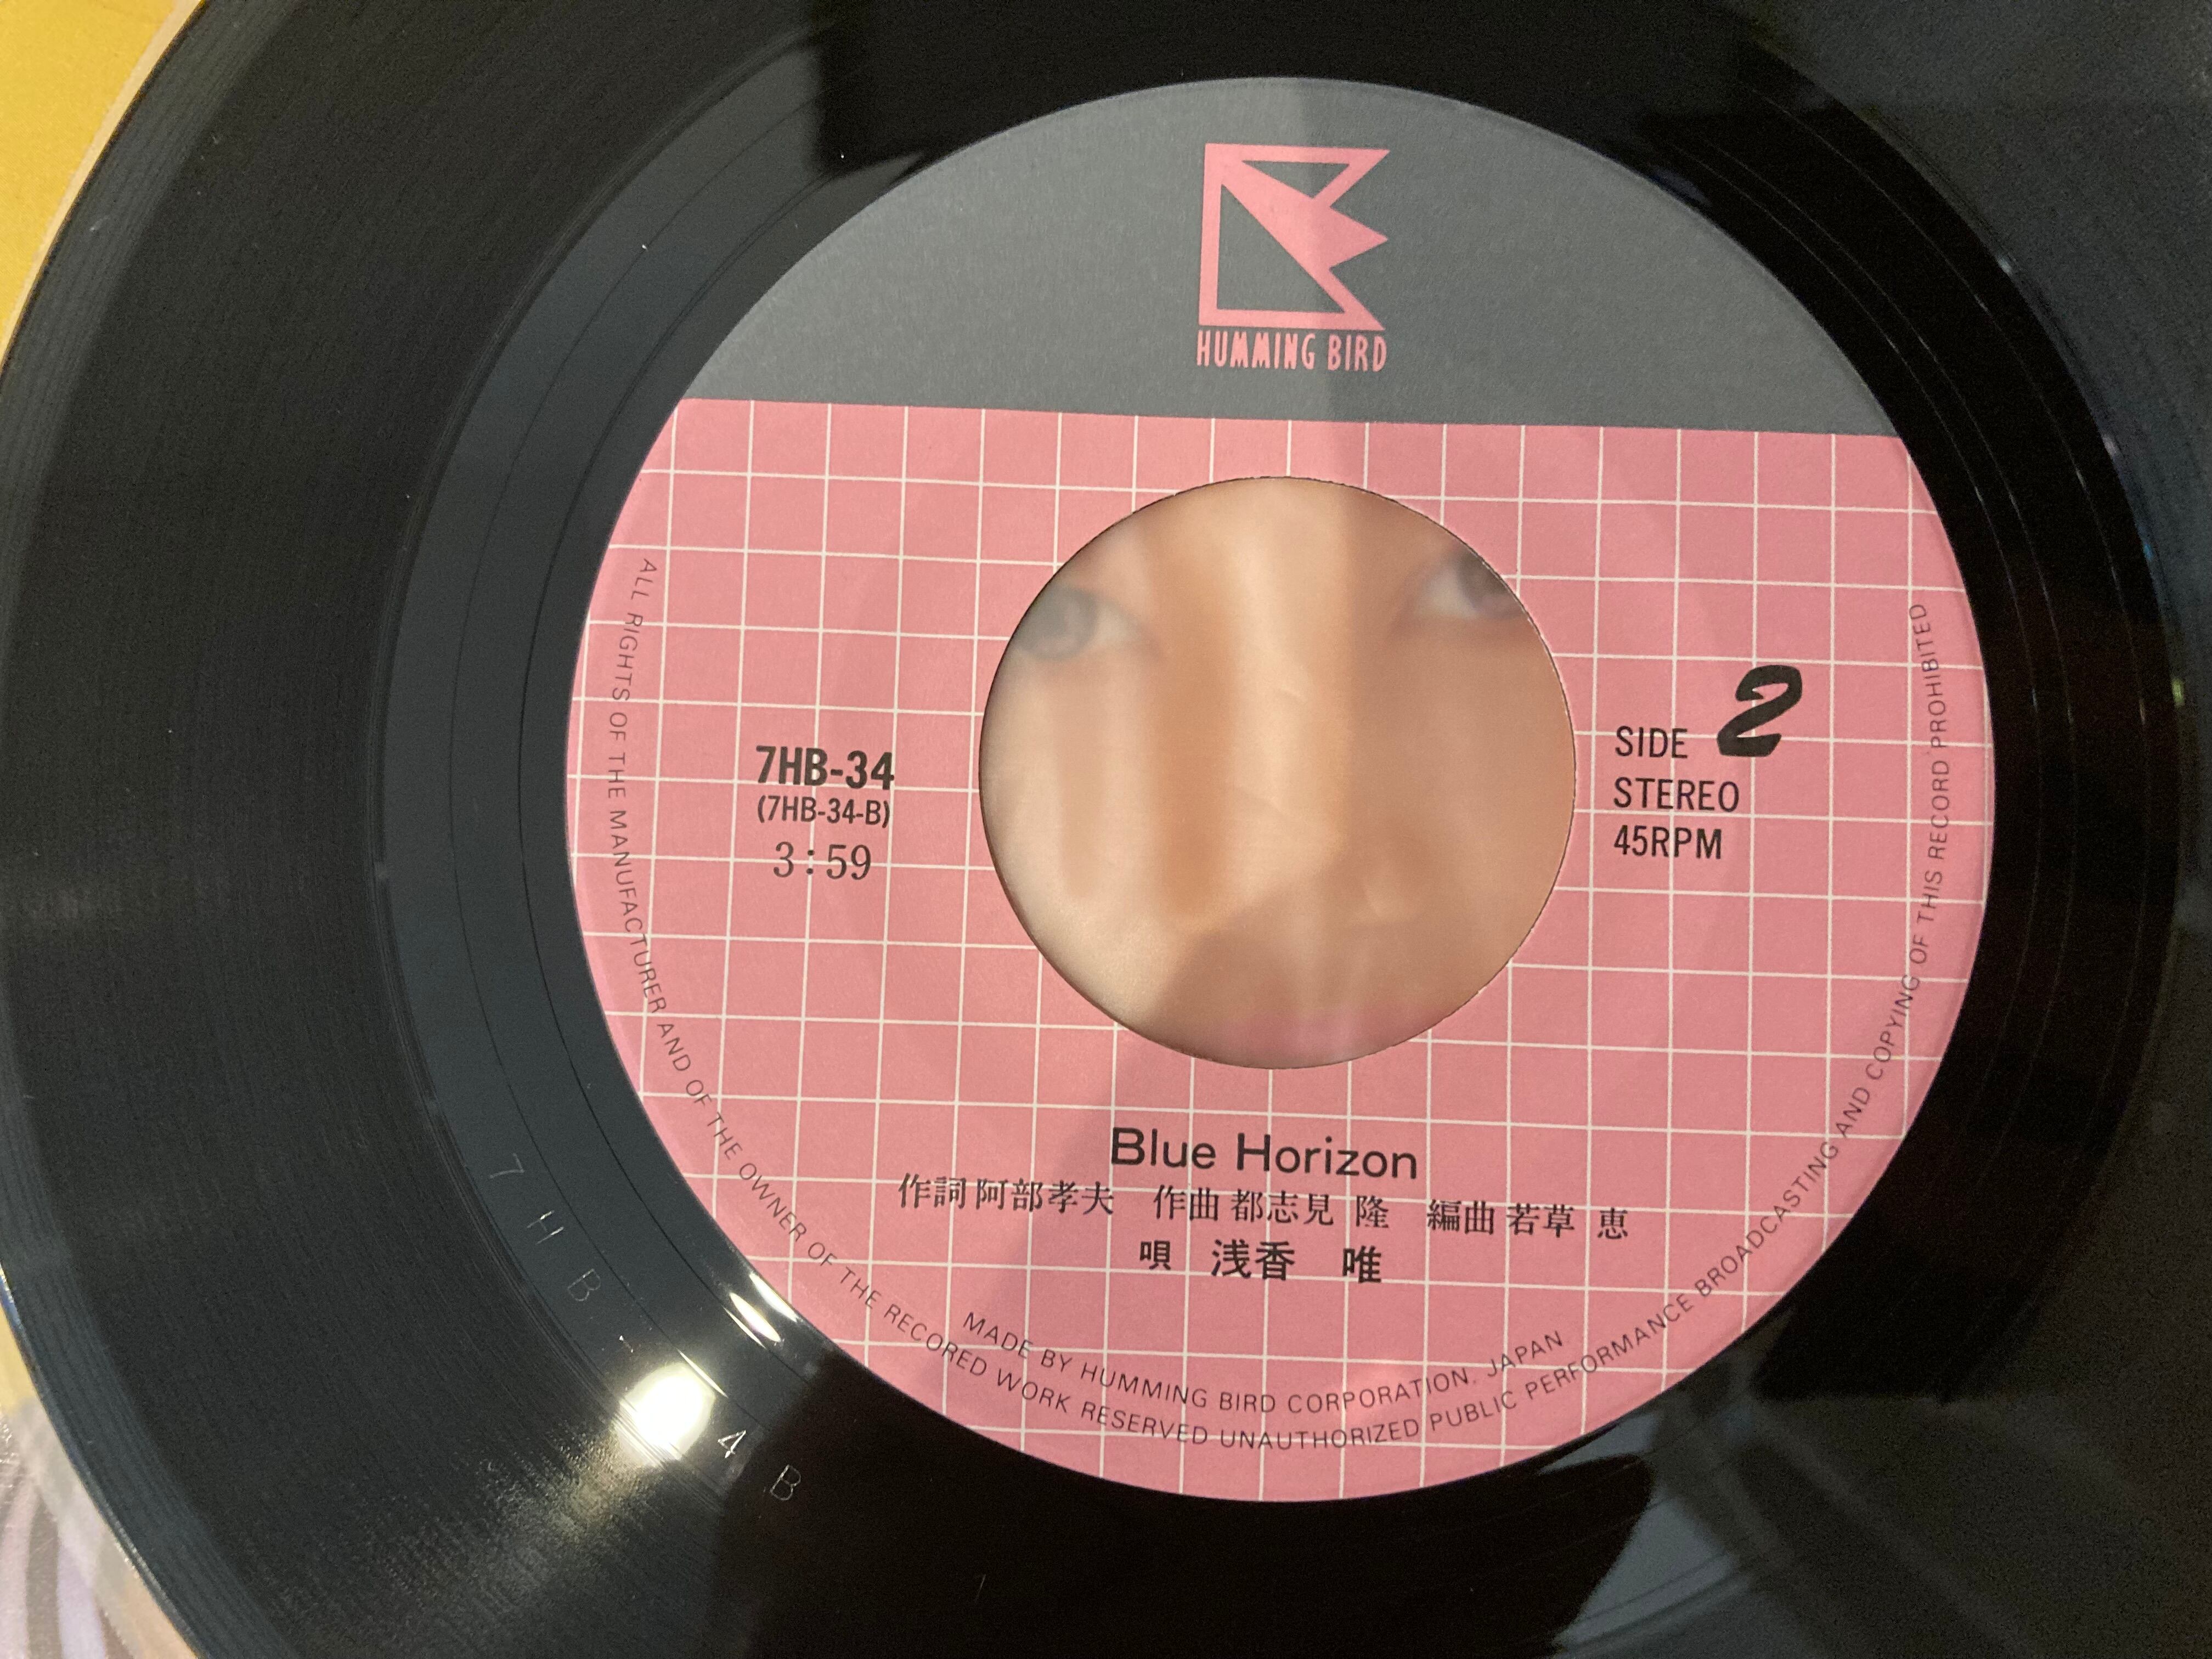 HUMMING BIRD
7HB-34
(7HB-34-B)
3:59
SIDE 2
STEREO
45RPM
Blue Horizon
作詞 阿部孝夫 作曲 都志見 隆 編曲 若草 恵
唄 浅香 唯
MADE BY HUMMING BIRD CORPORATION, JAPAN
ALL RIGHTS OF THE MANUFACTURER AND OF THE OWNER OF THE RECORED WORK RESERVED UNAUTHORIZED PUBLIC PERFORMANCE BROADCASTING AND COPYING OF THIS RECORD PROHIBITED
7 H B - 4 B